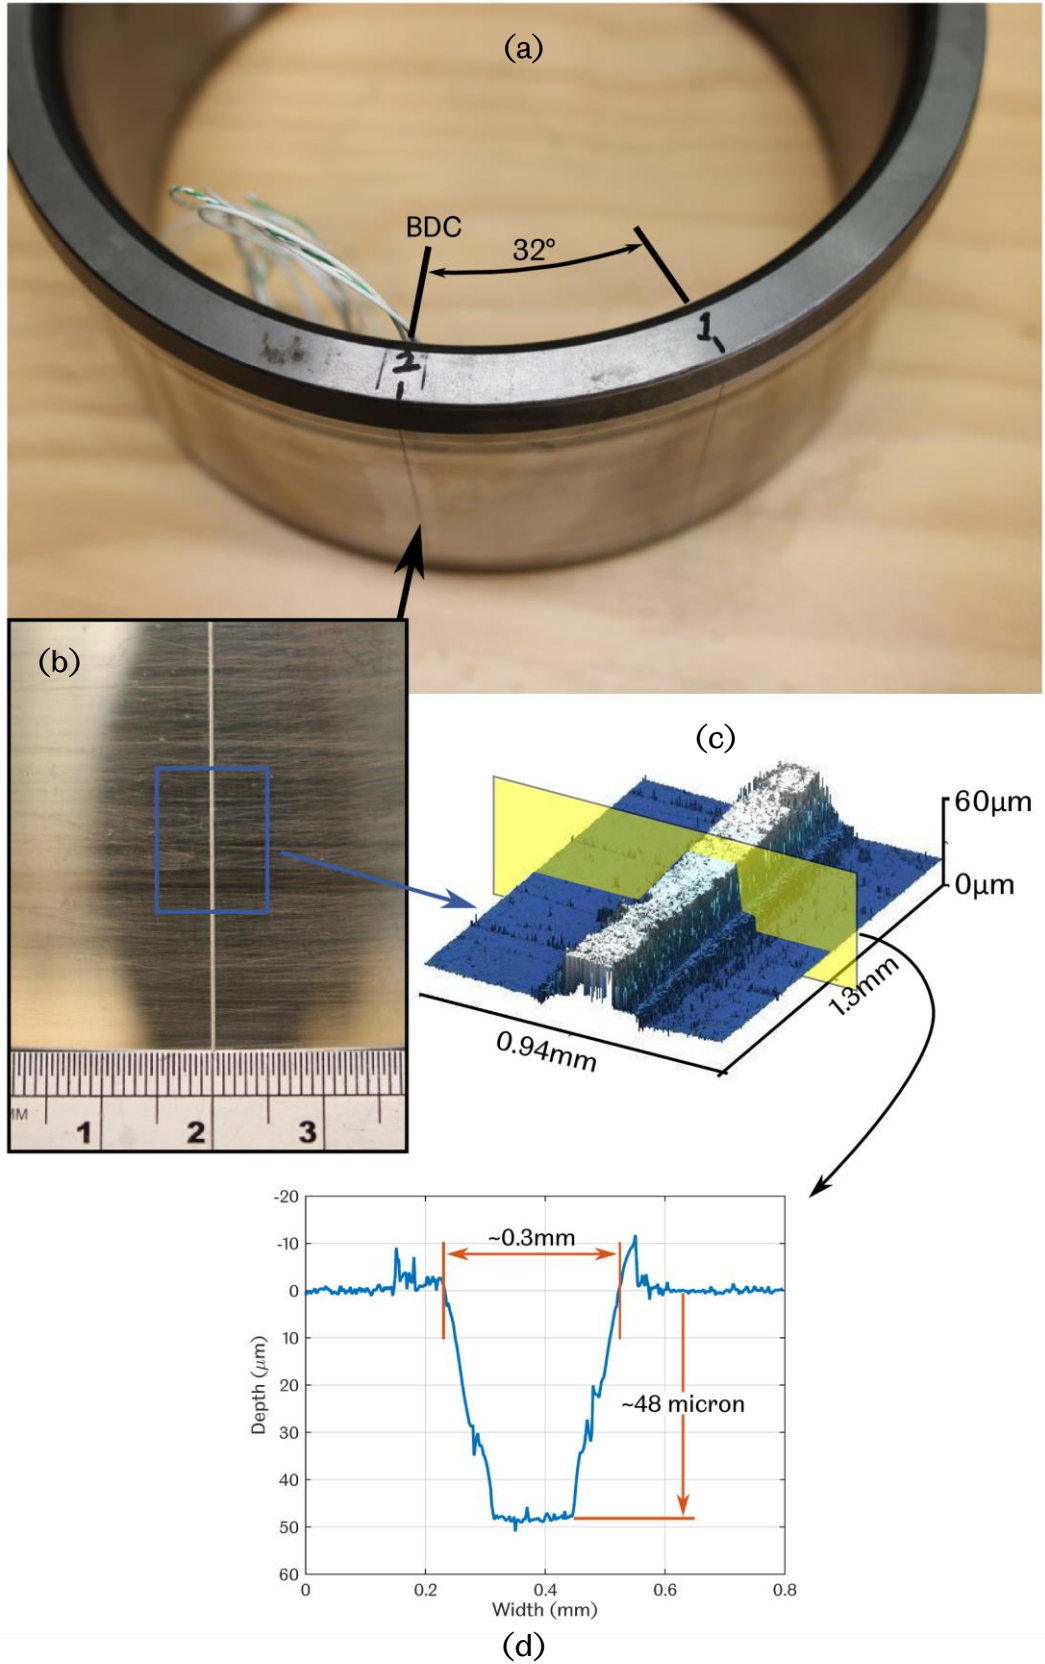 (a)
BDC
32°
2
1
(b)
MM
1
2
3
(c)
60μm
0μm
1.3mm
0.94mm
-20
-10
0
10
20
30
40
50
60
Depth (μm)
~0.3mm
~48 micron
0
0.2
0.4
0.6
0.8
Width (mm)
(d)